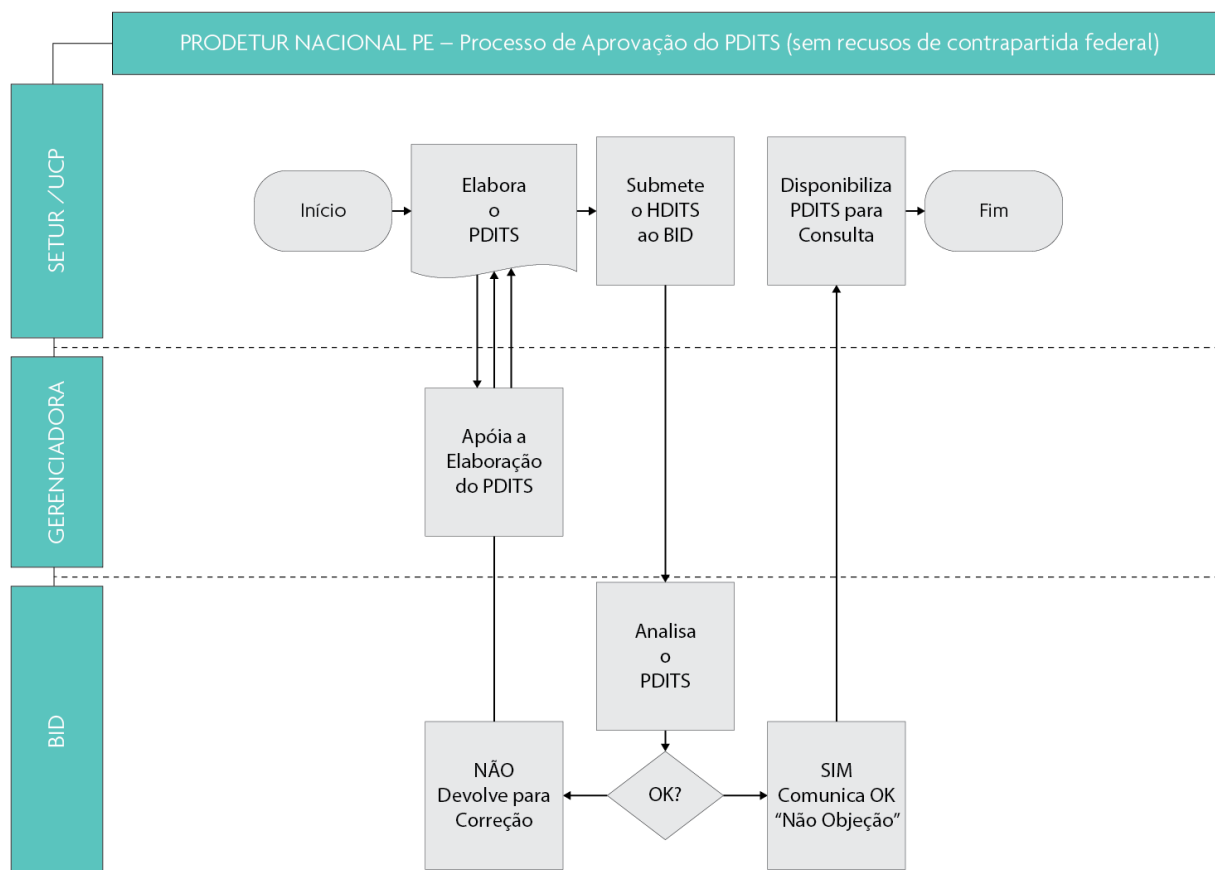 PRODETUR NACIONAL PE – Processo de Aprovação do PDITS (sem recusos de contrapartida federal)
SETUR /UCP
Início
Elabora
o
PDITS
Submete
o HDITS
ao BID
Disponibiliza
PDITS para
Consulta
Fim
GERENCIADORA
Apóia a
Elaboração
do PDITS
BID
Analisa
o
PDITS
NÃO
Devolve para
Correção
OK?
SIM
Comunica OK
“Não Objeção”